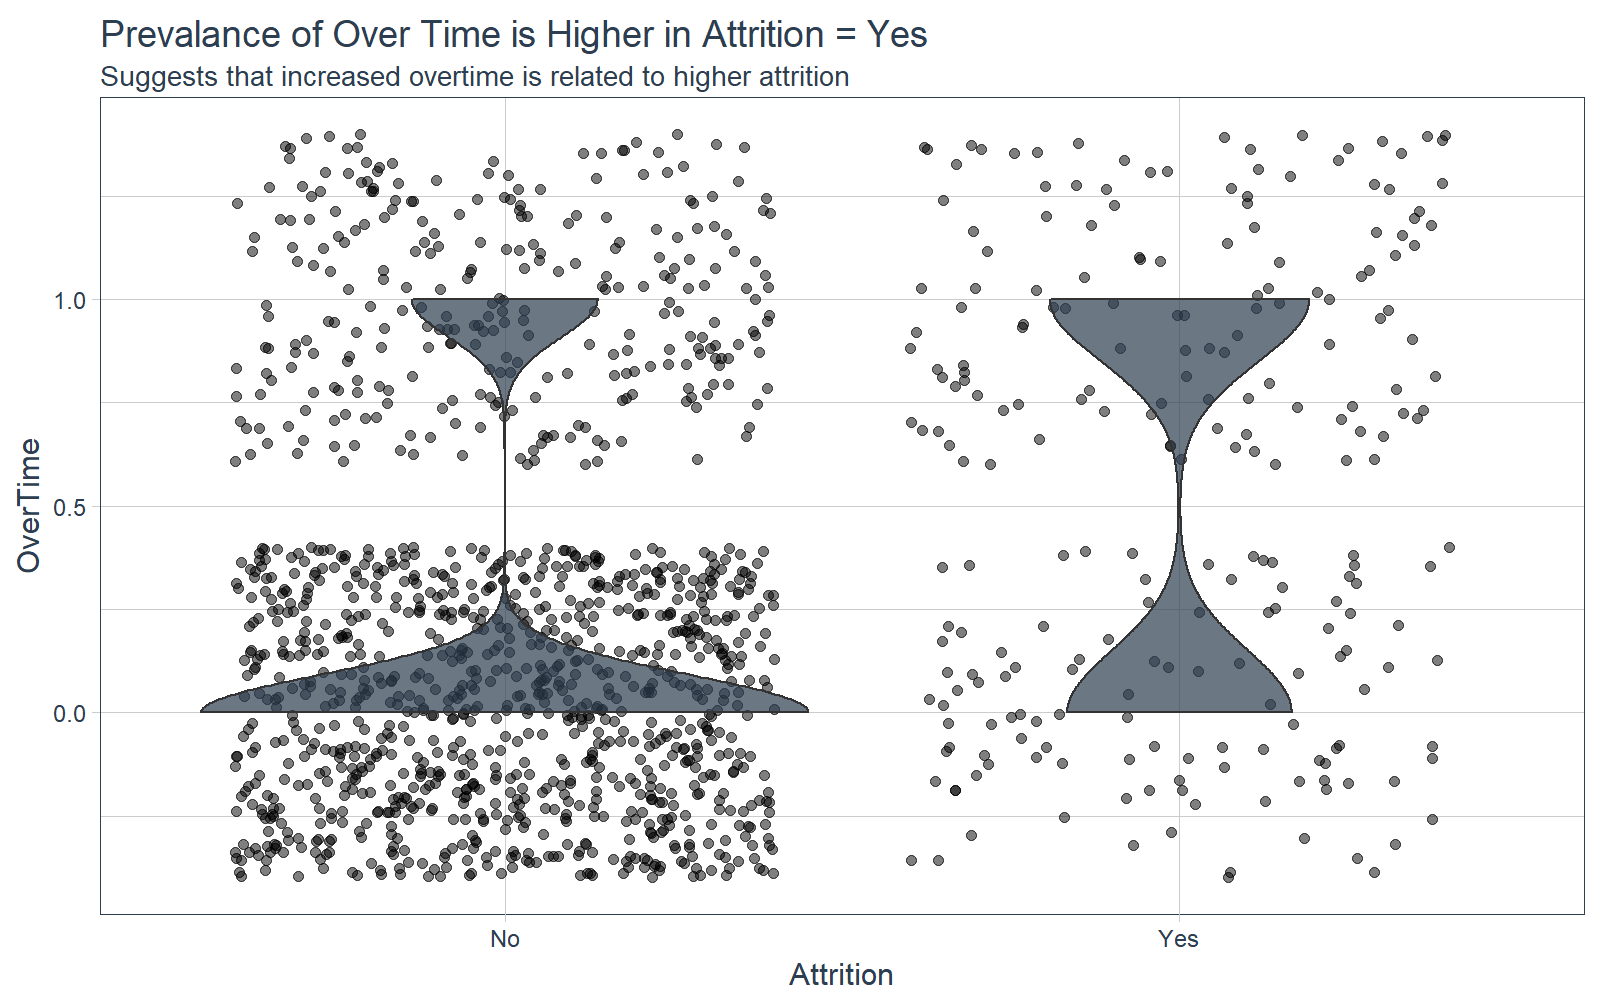 Prevalance of Over Time is Higher in Attrition = Yes
Suggests that increased overtime is related to higher attrition
OverTime
1.0
0.5
0.0
No
Yes
Attrition